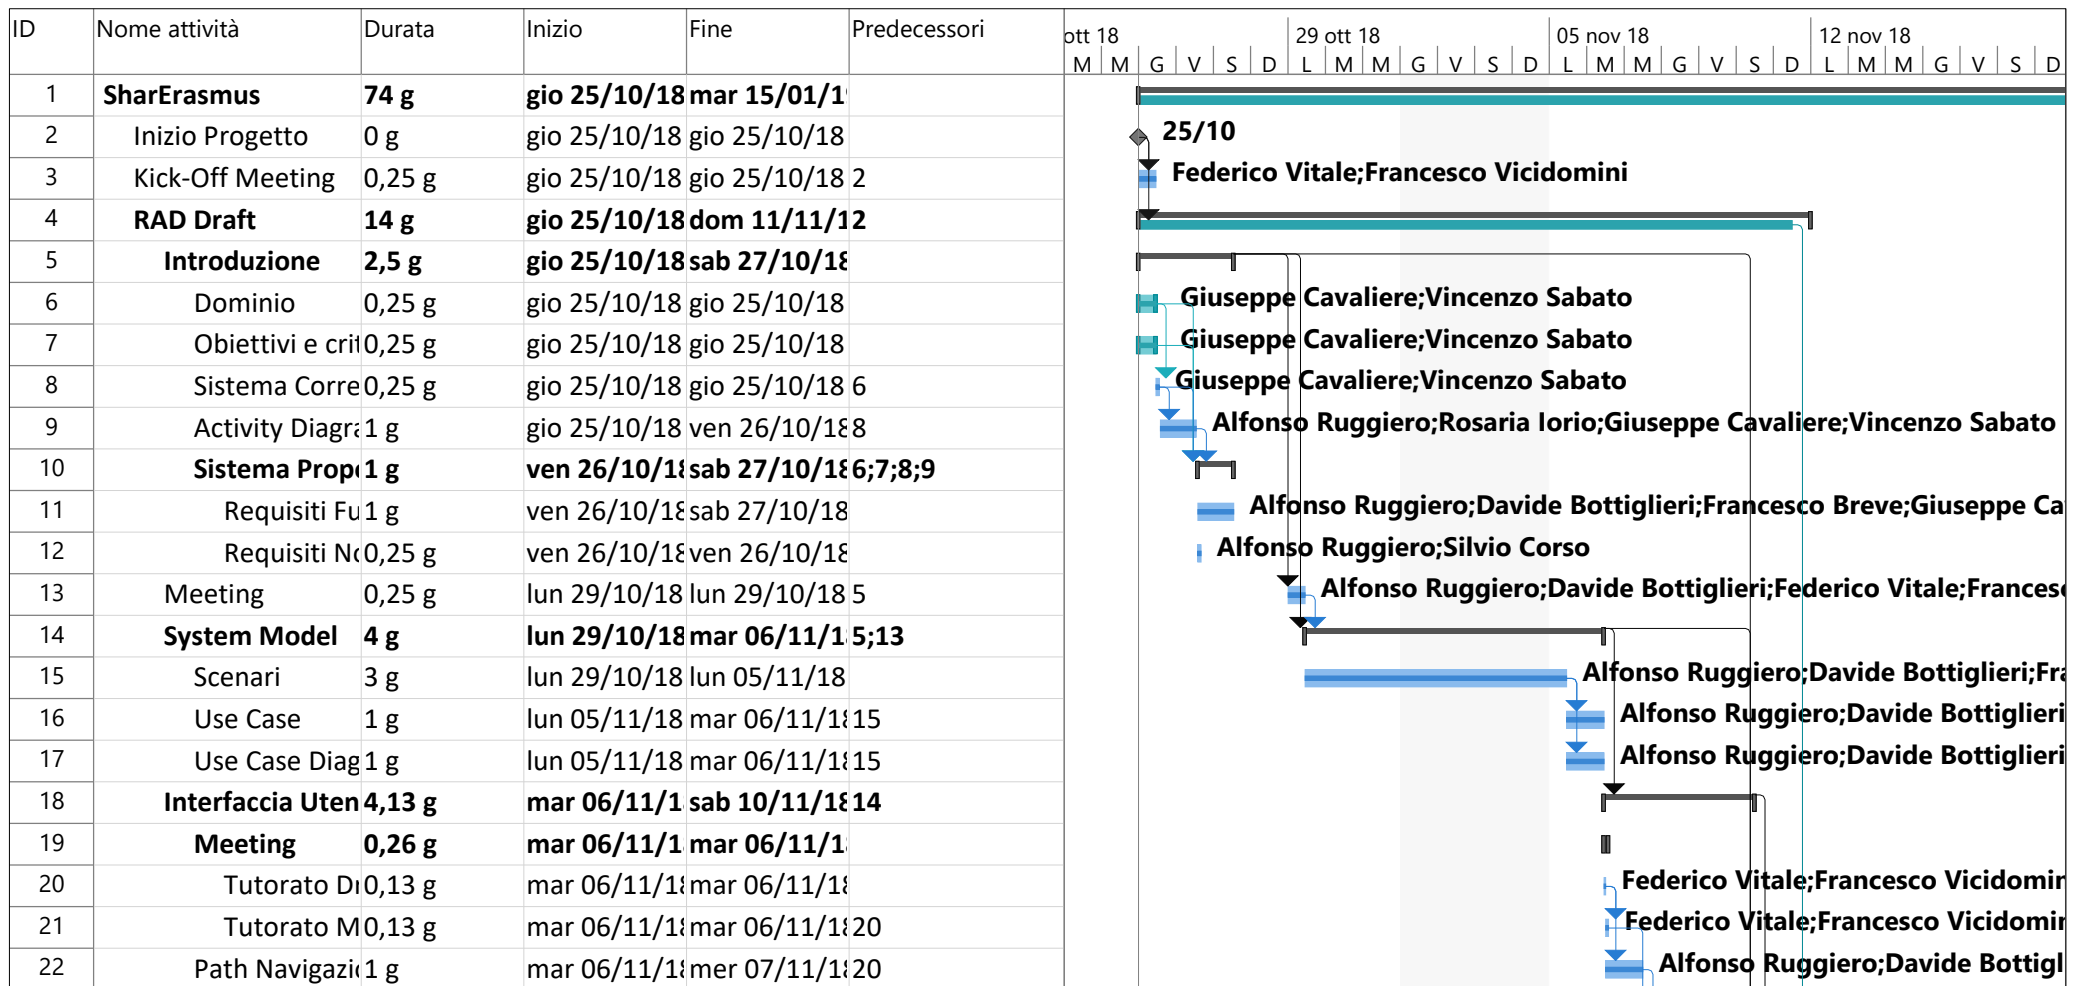 ID Nome attività Durata Inizio Fine Predecessori ott 18 29 ott 18 05 nov 18 12 nov 18
M M G V S D L M M G V S D L M M G V S D L M M G V S D
1 SharErasmus 74 g gio 25/10/18 mar 15/01/1
2 Inizio Progetto 0 g gio 25/10/18 gio 25/10/18 25/10
3 Kick-Off Meeting 0,25 g gio 25/10/18 gio 25/10/18 2 Federico Vitale;Francesco Vicidomini
4 RAD Draft 14 g gio 25/10/18 dom 11/11/1 2
5 Introduzione 2,5 g gio 25/10/18 sab 27/10/18
6 Dominio 0,25 g gio 25/10/18 gio 25/10/18 Giuseppe Cavaliere;Vincenzo Sabato
7 Obiettivi e crit 0,25 g gio 25/10/18 gio 25/10/18 Giuseppe Cavaliere;Vincenzo Sabato
8 Sistema Corre 0,25 g gio 25/10/18 gio 25/10/18 6 Giuseppe Cavaliere;Vincenzo Sabato
9 Activity Diagra 1 g gio 25/10/18 ven 26/10/18 8 Alfonso Ruggiero;Rosaria Iorio;Giuseppe Cavaliere;Vincenzo Sabato
10 Sistema Propo 1 g ven 26/10/18 sab 27/10/18 6;7;8;9
11 Requisiti Fu 1 g ven 26/10/18 sab 27/10/18 Alfonso Ruggiero;Davide Bottiglieri;Francesco Breve;Giuseppe Ca
12 Requisiti No 0,25 g ven 26/10/18 ven 26/10/18 Alfonso Ruggiero;Silvio Corso
13 Meeting 0,25 g lun 29/10/18 lun 29/10/18 5 Alfonso Ruggiero;Davide Bottiglieri;Federico Vitale;Francesc
14 System Model 4 g lun 29/10/18 mar 06/11/1 5;13
15 Scenari 3 g lun 29/10/18 lun 05/11/18 Alfonso Ruggiero;Davide Bottiglieri;Fra
16 Use Case 1 g lun 05/11/18 mar 06/11/18 15 Alfonso Ruggiero;Davide Bottiglieri
17 Use Case Diag 1 g lun 05/11/18 mar 06/11/18 15 Alfonso Ruggiero;Davide Bottiglieri
18 Interfaccia Uten 4,13 g mar 06/11/1 sab 10/11/18 14
19 Meeting 0,26 g mar 06/11/1 mar 06/11/1
20 Tutorato Dr 0,13 g mar 06/11/18 mar 06/11/18 Federico Vitale;Francesco Vicidomin
21 Tutorato M 0,13 g mar 06/11/18 mar 06/11/18 20 Federico Vitale;Francesco Vicidomin
22 Path Navigazio 1 g mar 06/11/18 mer 07/11/18 20 Alfonso Ruggiero;Davide Bottigl